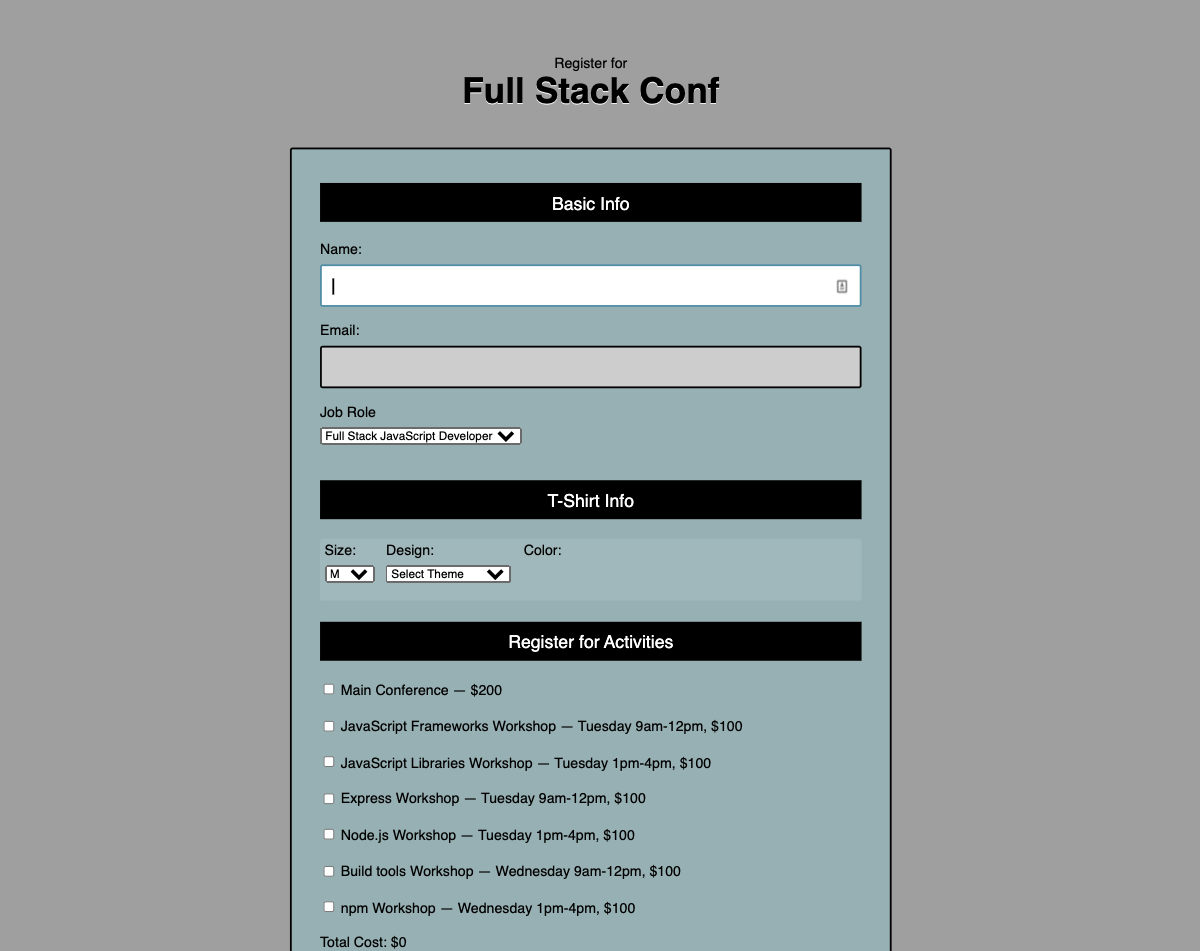 Register for
Full Stack Conf
Basic Info
Name:
Email:
Job Role
Full Stack JavaScript Developer
T-Shirt Info
Size: Design: Color:
M Select Theme
Register for Activities
Main Conference — $200
JavaScript Frameworks Workshop — Tuesday 9am-12pm, $100
JavaScript Libraries Workshop — Tuesday 1pm-4pm, $100
Express Workshop — Tuesday 9am-12pm, $100
Node.js Workshop — Tuesday 1pm-4pm, $100
Build tools Workshop — Wednesday 9am-12pm, $100
npm Workshop — Wednesday 1pm-4pm, $100
Total Cost: $0